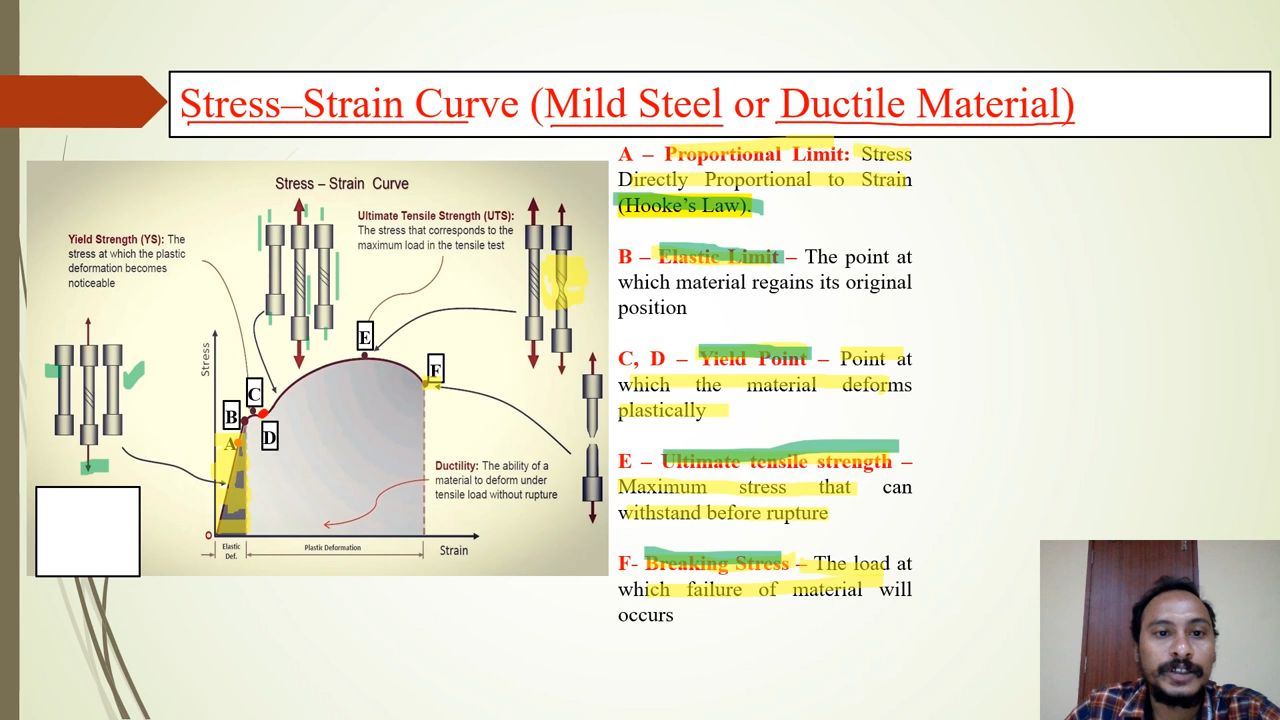 Stress–Strain Curve (Mild Steel or Ductile Material)
Stress – Strain Curve
Yield Strength (YS): The
stress at which the plastic
deformation becomes
noticeable
Ultimate Tensile Strength (UTS):
The stress that corresponds to the
maximum load in the tensile test
E
F
C
B
D
A
Stress
Ductility: The ability of a
material to deform under
tensile load without rupture
O
Elastic
Def.
Plastic Deformation
Strain
A – Proportional Limit: Stress
Directly Proportional to Strain
(Hooke's Law).
B – Elastic Limit – The point at
which material regains its original
position
C, D – Yield Point – Point at
which the material deforms
plastically
E – Ultimate tensile strength –
Maximum stress that can
withstand before rupture
F- Breaking Stress – The load at
which failure of material will
occurs